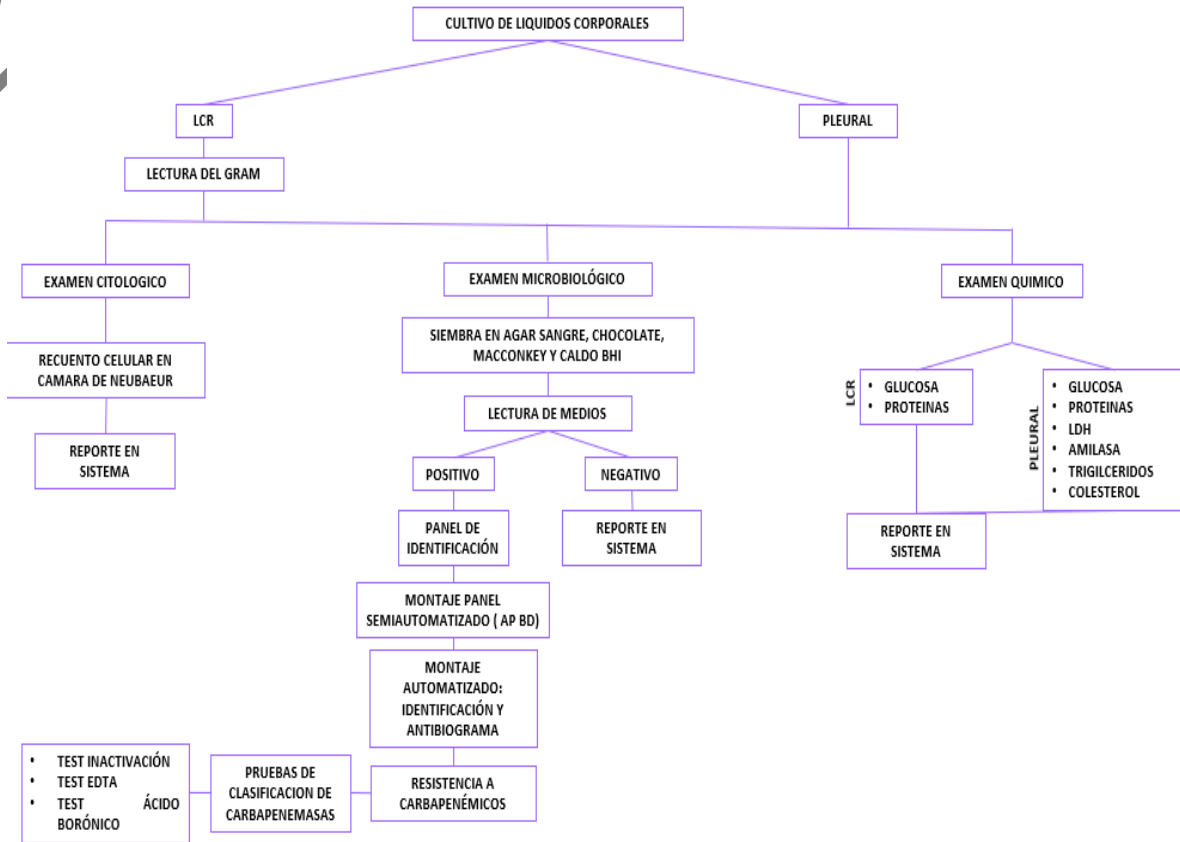 CULTIVO DE LIQUIDOS CORPORALES
LCR
PLEURAL
LECTURA DEL GRAM
EXAMEN CITOLOGICO
EXAMEN MICROBIOLÓGICO
EXAMEN QUIMICO
RECUENTO CELULAR EN
CAMARA DE NEUBAEUR
REPORTE EN
SISTEMA
SIEMBRA EN AGAR SANGRE, CHOCOLATE,
MACCONKEY Y CALDO BHI
LECTURA DE MEDIOS
POSITIVO
NEGATIVO
PANEL DE
IDENTIFICACIÓN
REPORTE EN
SISTEMA
MONTAJE PANEL
SEMIAUTOMATIZADO ( AP BD)
MONTAJE
AUTOMATIZADO:
IDENTIFICACIÓN Y
ANTIBIOGRAMA
RESISTENCIA A
CARBAPENÉMICOS
PRUEBAS DE
CLASIFICACION DE
CARBAPENEMASAS
• TEST INACTIVACIÓN
• TEST EDTA
• TEST ÁCIDO
BORÓNICO
LCR
• GLUCOSA
• PROTEINAS
PLEURAL
• GLUCOSA
• PROTEINAS
• LDH
• AMILASA
• TRIGILCERIDOS
• COLESTEROL
REPORTE EN
SISTEMA